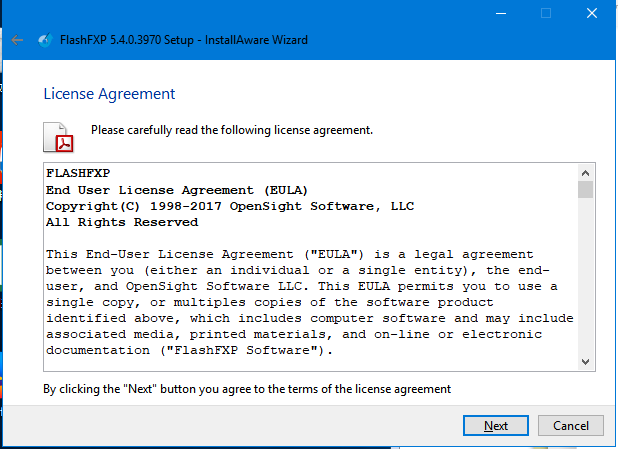 FlashFXP 5.4.0.3970 Setup - InstallAware Wizard
License Agreement
Please carefully read the following license agreement.
FLASHFXP
End User License Agreement (EULA)
Copyright(C) 1998-2017 OpenSight Software, LLC
All Rights Reserved
This End-User License Agreement ("EULA") is a legal agreement
between you (either an individual or a single entity), the end-
user, and OpenSight Software LLC. This EULA permits you to use a
single copy, or multiples copies of the software product
identified above, which includes computer software and may include
associated media, printed materials, and on-line or electronic
documentation ("FlashFXP Software").
By clicking the "Next" button you agree to the terms of the license agreement
Next
Cancel